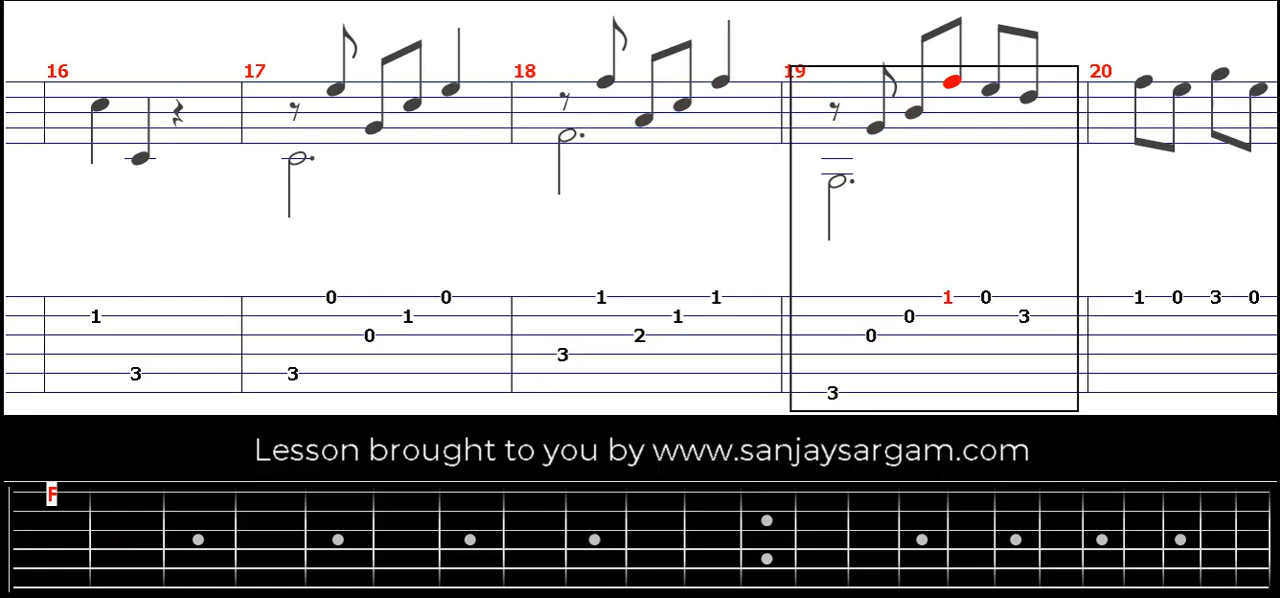 16 17 18 19 20
0 0 1 1 1 0 1 0 3 0
1 1 1 0 3
0 2 0
3
3 3
3
Lesson brought to you by www.sanjaysargam.com
F